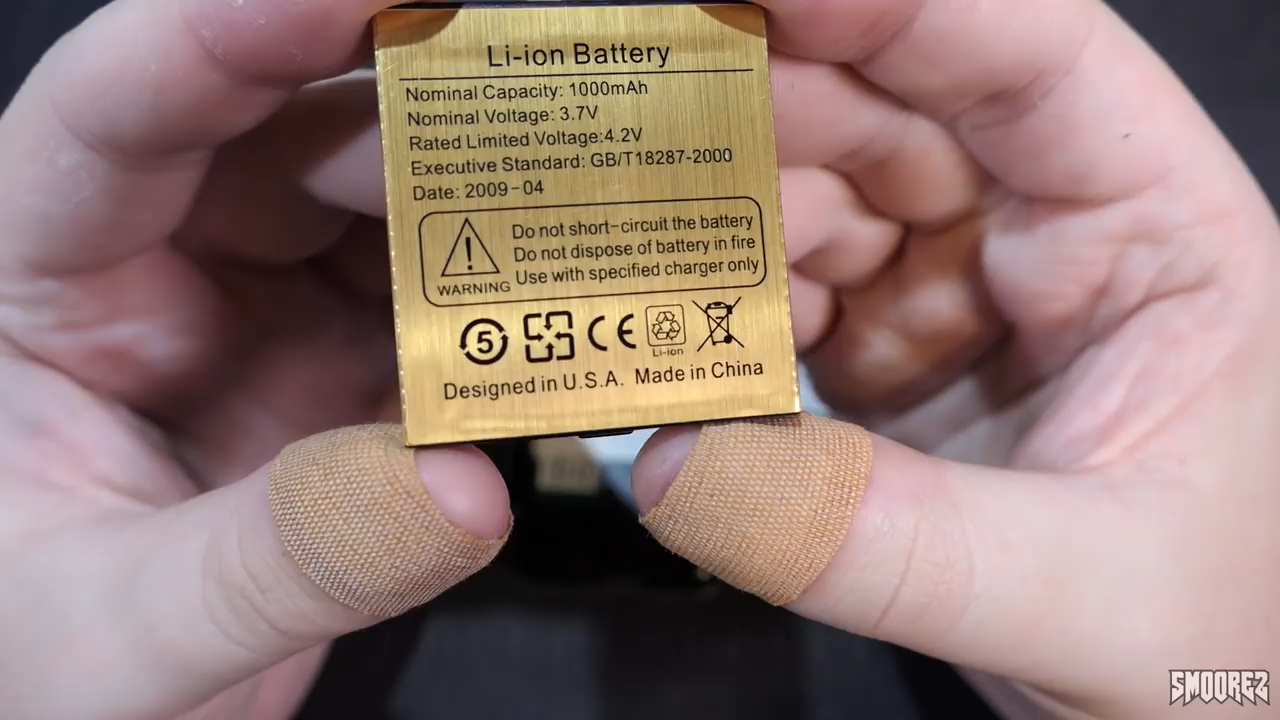 Li-ion Battery
Nominal Capacity: 1000mAh
Nominal Voltage: 3.7V
Rated Limited Voltage:4.2V
Executive Standard: GB/T18287-2000
Date: 2009-04
Do not short-circuit the battery
Do not dispose of battery in fire
Use with specified charger only
WARNING
5
CE
Li-ion
Designed in U.S.A. Made in China
SMOOREZ